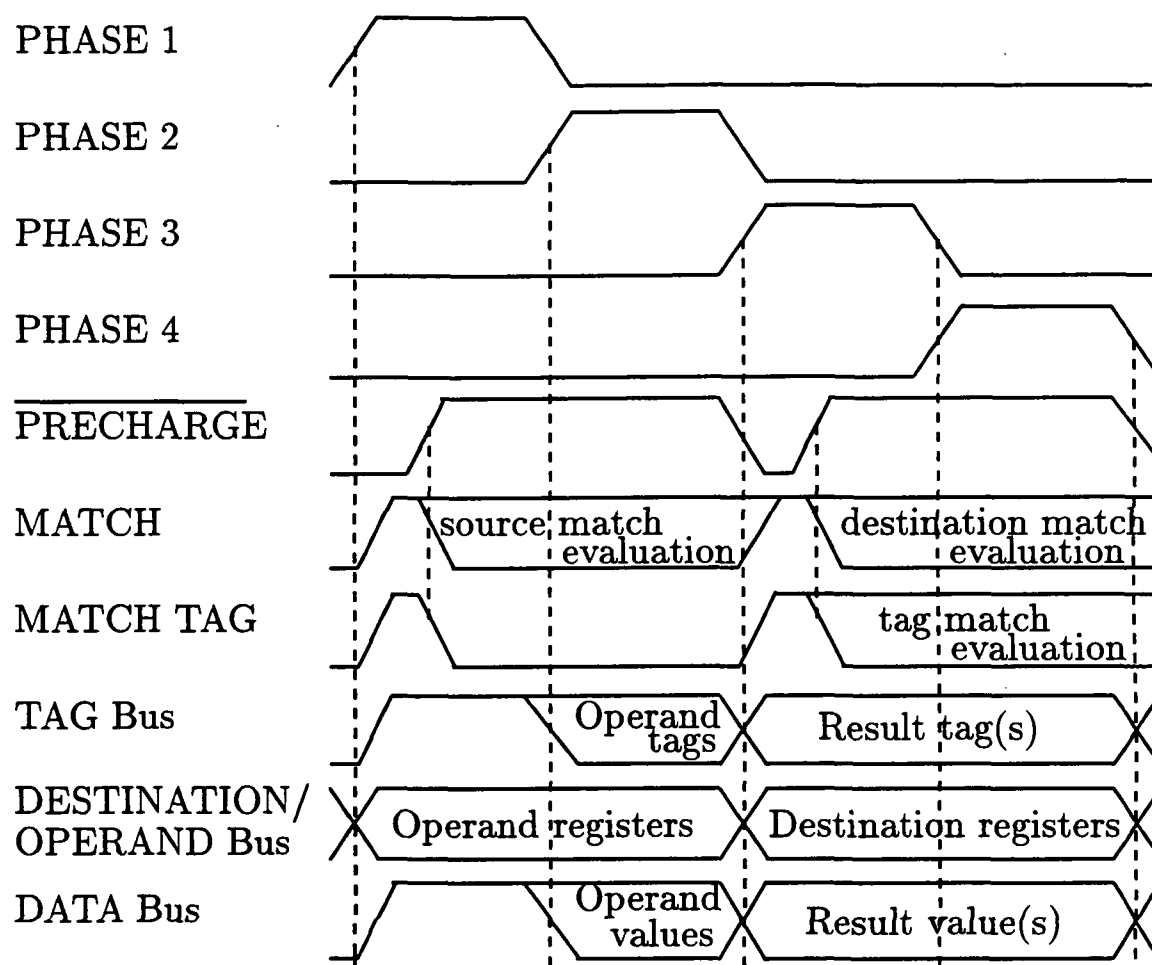 PHASE 1
PHASE 2
PHASE 3
PHASE 4
PRECHARGE
MATCH
source match
evaluation
destination match
evaluation
MATCH TAG
tag match
evaluation
TAG Bus
Operand
tags
Result tag(s)
DESTINATION/
OPERAND Bus
Operand registers
Destination registers
DATA Bus
Operand
values
Result value(s)